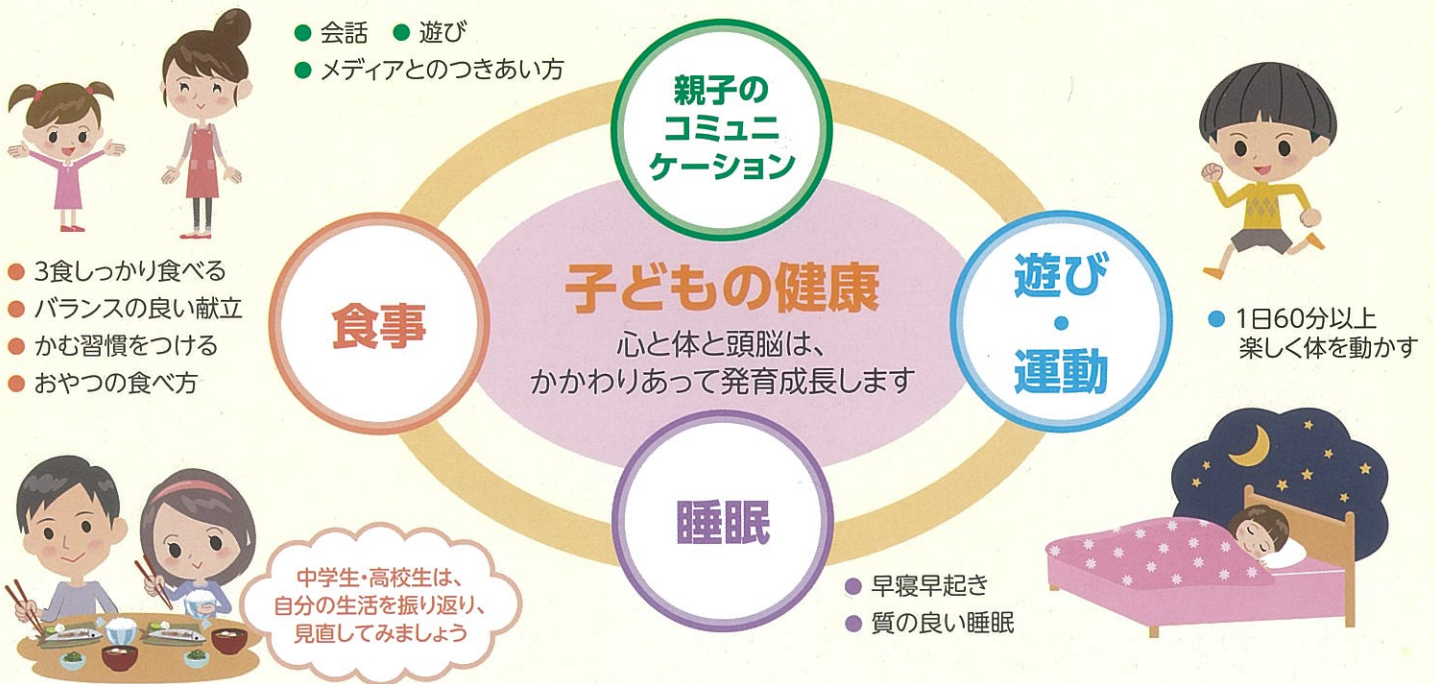 ● 会話 ● 遊び
● メディアとのつきあい方
親子の
コミュニ
ケーション
● 3食しっかり食べる
● バランスの良い献立
● かむ習慣をつける
● おやつの食べ方
食事
子どもの健康
心と体と頭脳は、
かかわりあって発育成長します
遊び
・
運動
● 1日60分以上
楽しく体を動かす
睡眠
● 早寝早起き
● 質の良い睡眠
中学生・高校生は、
自分の生活を振り返り、
見直してみましょう